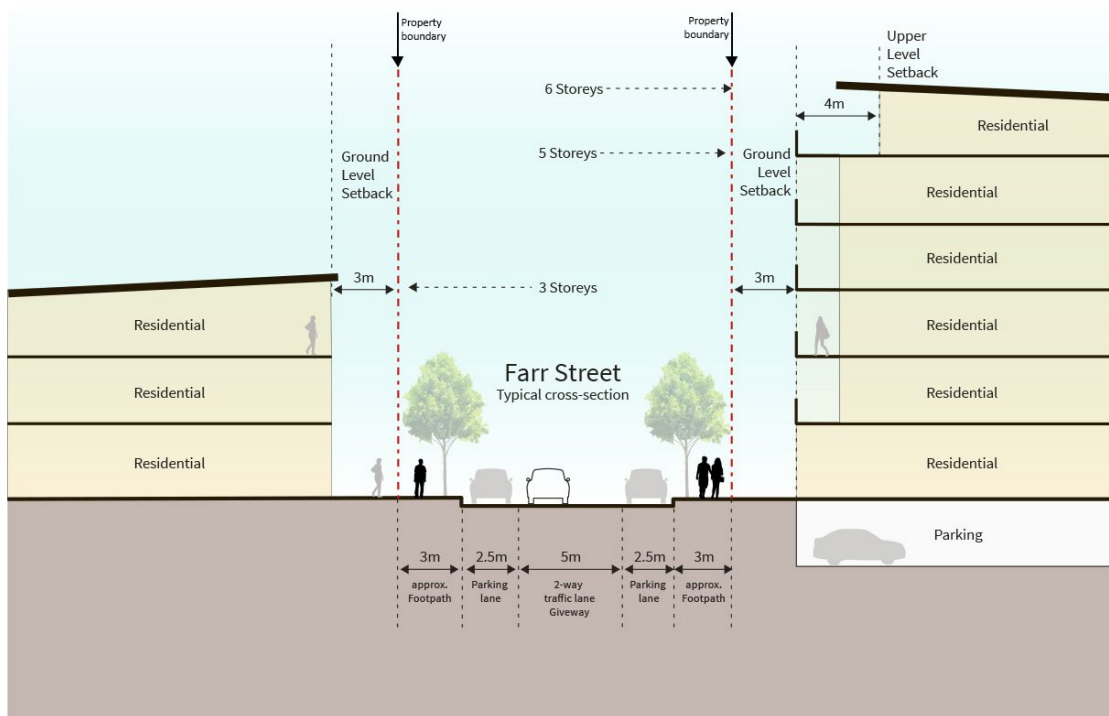 Property
boundary
Property
boundary
Upper
Level
Setback
6 Storeys
4m
Residential
5 Storeys
Ground
Level
Setback
Ground
Level
Setback
Residential
Residential
3m
3 Storeys
3m
Residential
Residential
Farr Street
Typical cross-section
Residential
Residential
Residential
Residential
Parking
3m
2.5m
5m
2.5m
3m
approx.
Footpath
Parking
lane
2-way
traffic lane
Giveway
Parking
lane
approx.
Footpath